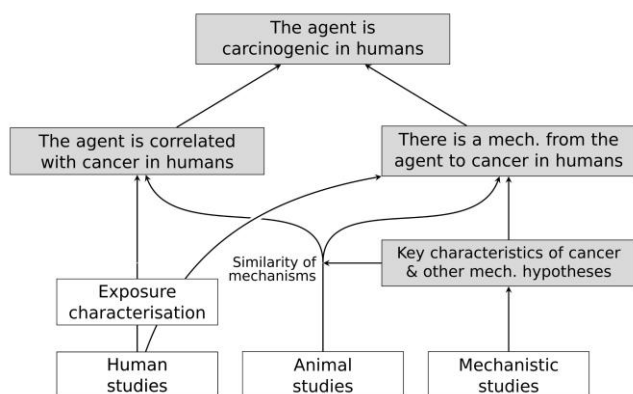 The agent is
carcinogenic in humans
The agent is correlated
with cancer in humans
There is a mech. from the
agent to cancer in humans
Similarity of
mechanisms
Key characteristics of cancer
& other mech. hypotheses
Exposure
characterisation
Human
studies
Animal
studies
Mechanistic
studies